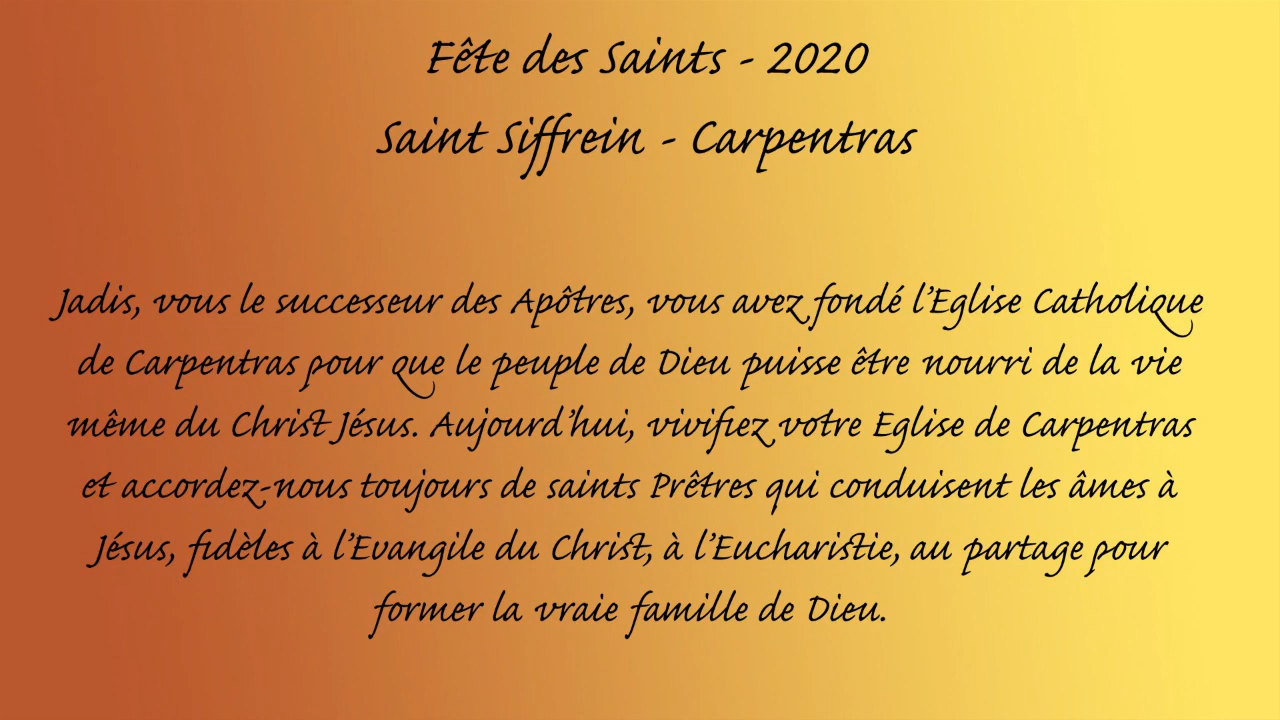 Fête des Saints - 2020
Saint Siffrein - Carpentras
Jadis, vous le successeur des Apôtres, vous avez fondé l’Eglise Catholique
de Carpentras pour que le peuple de Dieu puisse être nourri de la vie
même du Christ Jésus. Aujourd’hui, vivifiez votre Eglise de Carpentras
et accordez-nous toujours de saints Prêtres qui conduisent les âmes à
Jésus, fidèles à l’Evangile du Christ, à l’Eucharistie, au partage pour
former la vraie famille de Dieu.